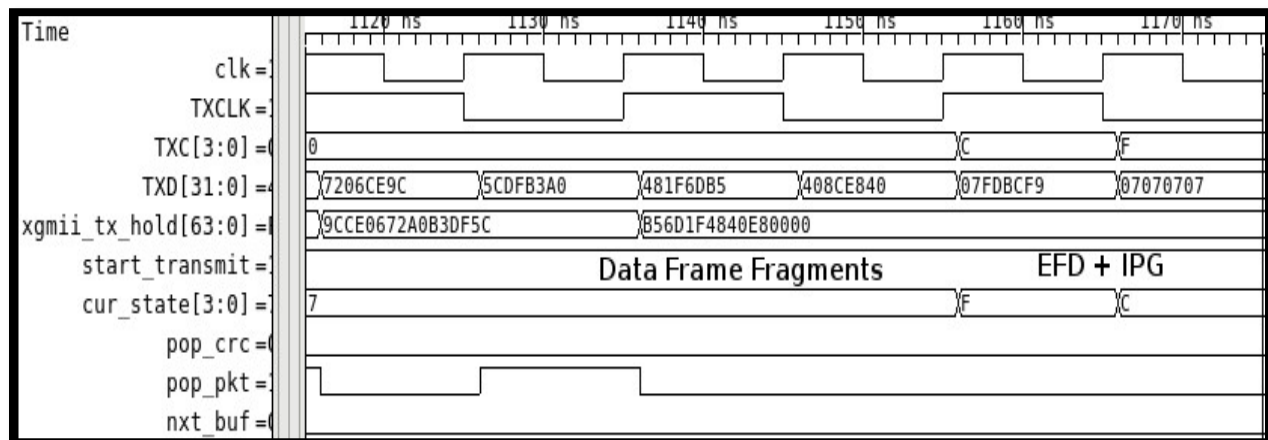 Time
1120 ns 1130 ns 1140 ns 1150 ns 1160 ns 1170 ns
clk =
TXCLK =
TXC[3:0] = 0 C F
TXD[31:0] = 7206CE9C 5CDFB3A0 481F6DB5 408CE840 07FDBCF9 07070707
xgmii_tx_hold[63:0] = 9CCE0672A0B3DF5C B56D1F4840E80000
start_transmit = Data Frame Fragments EFD + IPG
cur_state[3:0] = 7 F C
pop_crc =
pop_pkt =
nxt_buf =